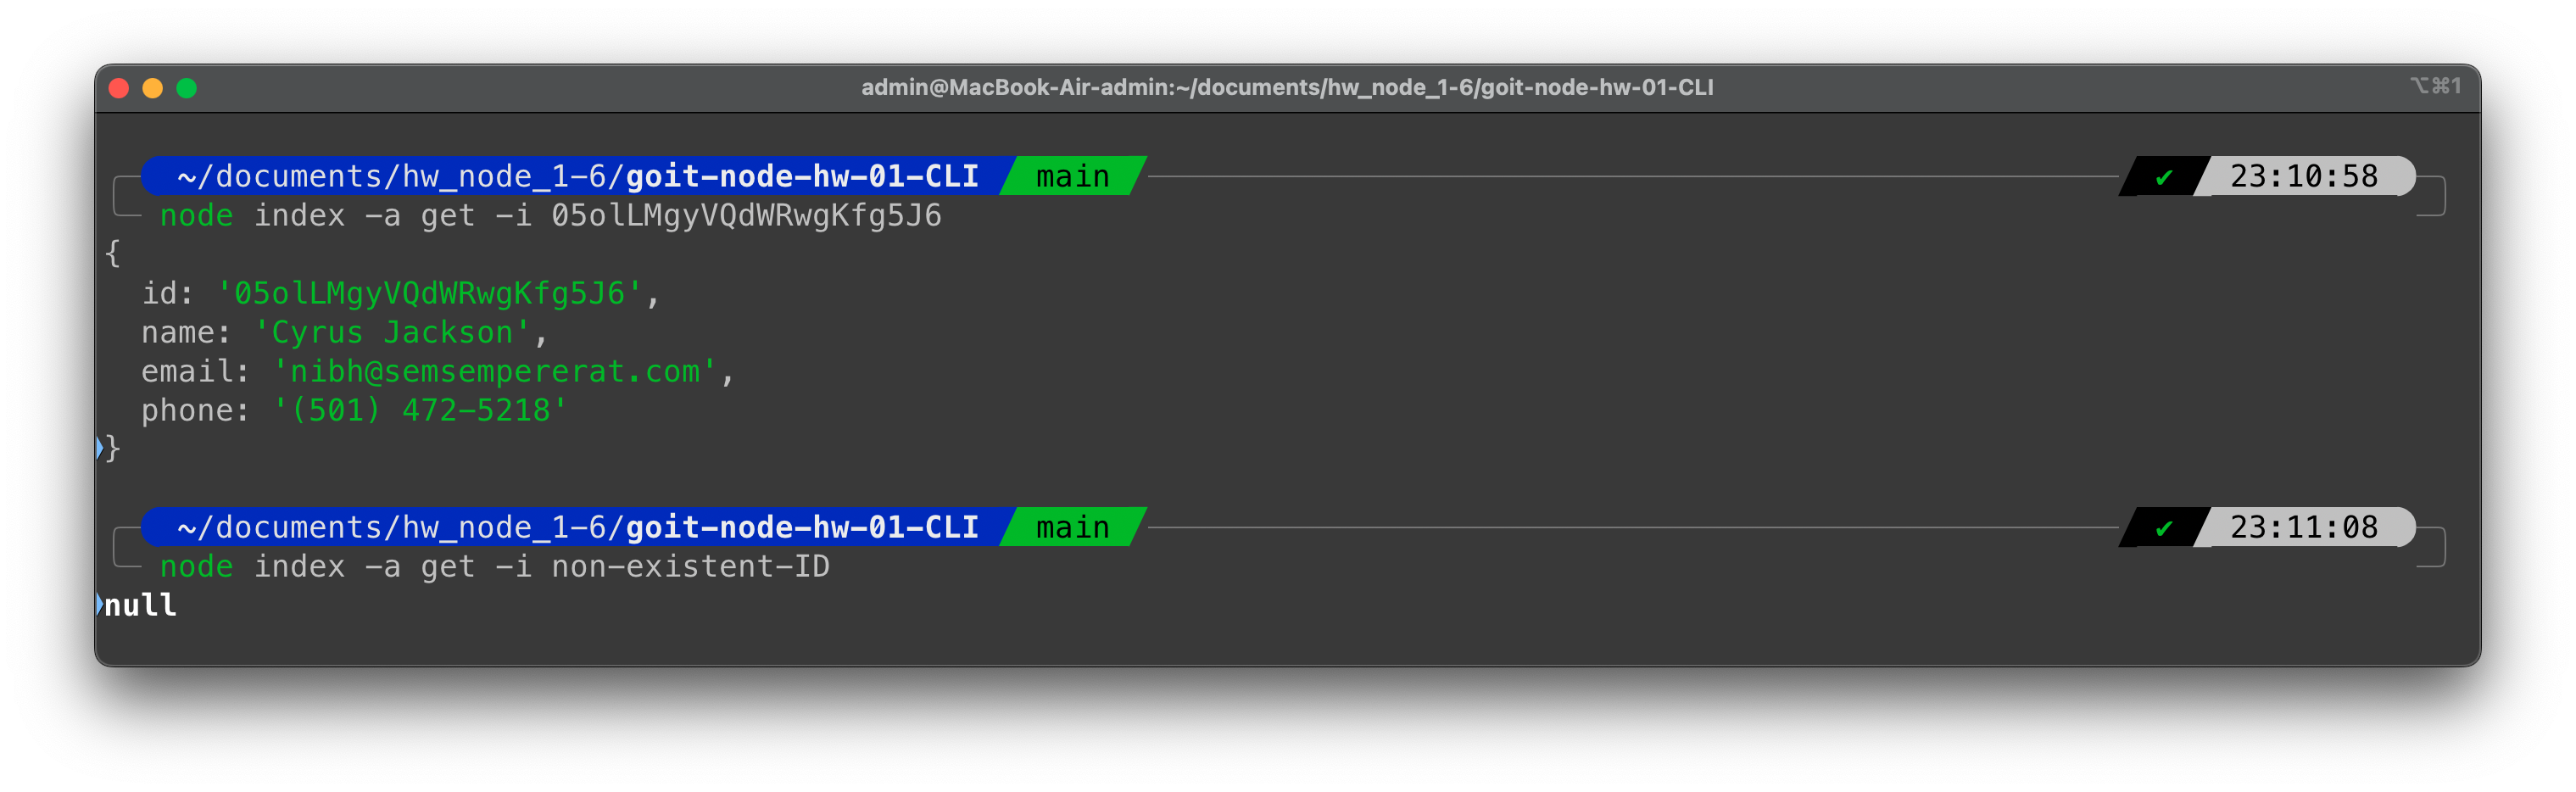 admin@MacBook-Air-admin:~/documents/hw_node_1-6/goit-node-hw-01-CLI ⌥⌘1
~/documents/hw_node_1-6/goit-node-hw-01-CLI main ✔ 23:10:58
node index -a get -i 05olLMgyVQdWRwgKfg5J6
{
id: '05olLMgyVQdWRwgKfg5J6',
name: 'Cyrus Jackson',
email: 'nibh@semsempererat.com',
phone: '(501) 472-5218'
}
~/documents/hw_node_1-6/goit-node-hw-01-CLI main ✔ 23:11:08
node index -a get -i non-existent-ID
null